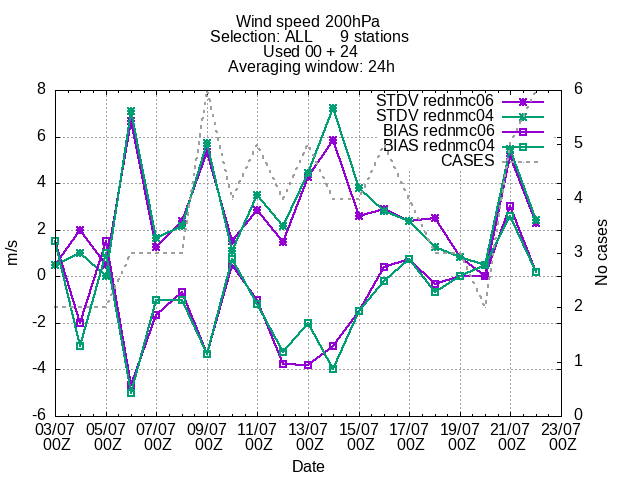 Wind speed 200hPa
Selection: ALL 9 stations
Used 00 + 24
Averaging window: 24h
STDV rednmc06
STDV rednmc04
BIAS rednmc06
BIAS rednmc04
CASES
8
6
4
2
0
-2
-4
-6
m/s
6
5
4
3
2
1
0
No cases
03/07 05/07 07/07 09/07 11/07 13/07 15/07 17/07 19/07 21/07 23/07
00Z 00Z 00Z 00Z 00Z 00Z 00Z 00Z 00Z 00Z 00Z
Date